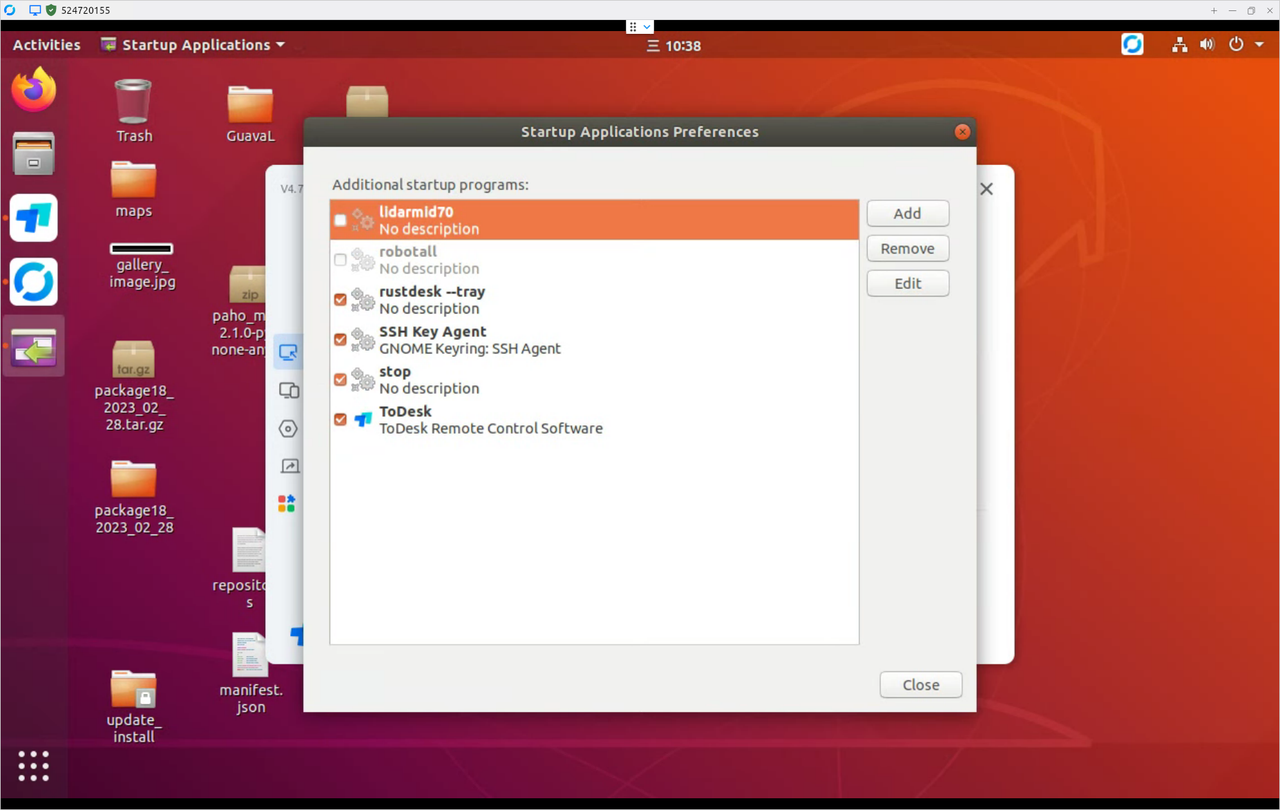 524720155
Activities
Startup Applications
三 10:38
Trash
GuavaL
maps
gallery_
image.jpg
zip
paho_m
2.1.0-p
none-an
tar.gz
package18_
2023_02_
28.tar.gz
package18_
2023_02_28
reposito
s
manifest.
json
update_
install
V4.7
Startup Applications Preferences
Additional startup programs:
lidarmid70
No description
robotall
No description
rustdesk --tray
No description
SSH Key Agent
GNOME Keyring: SSH Agent
stop
No description
ToDesk
ToDesk Remote Control Software
Add
Remove
Edit
Close